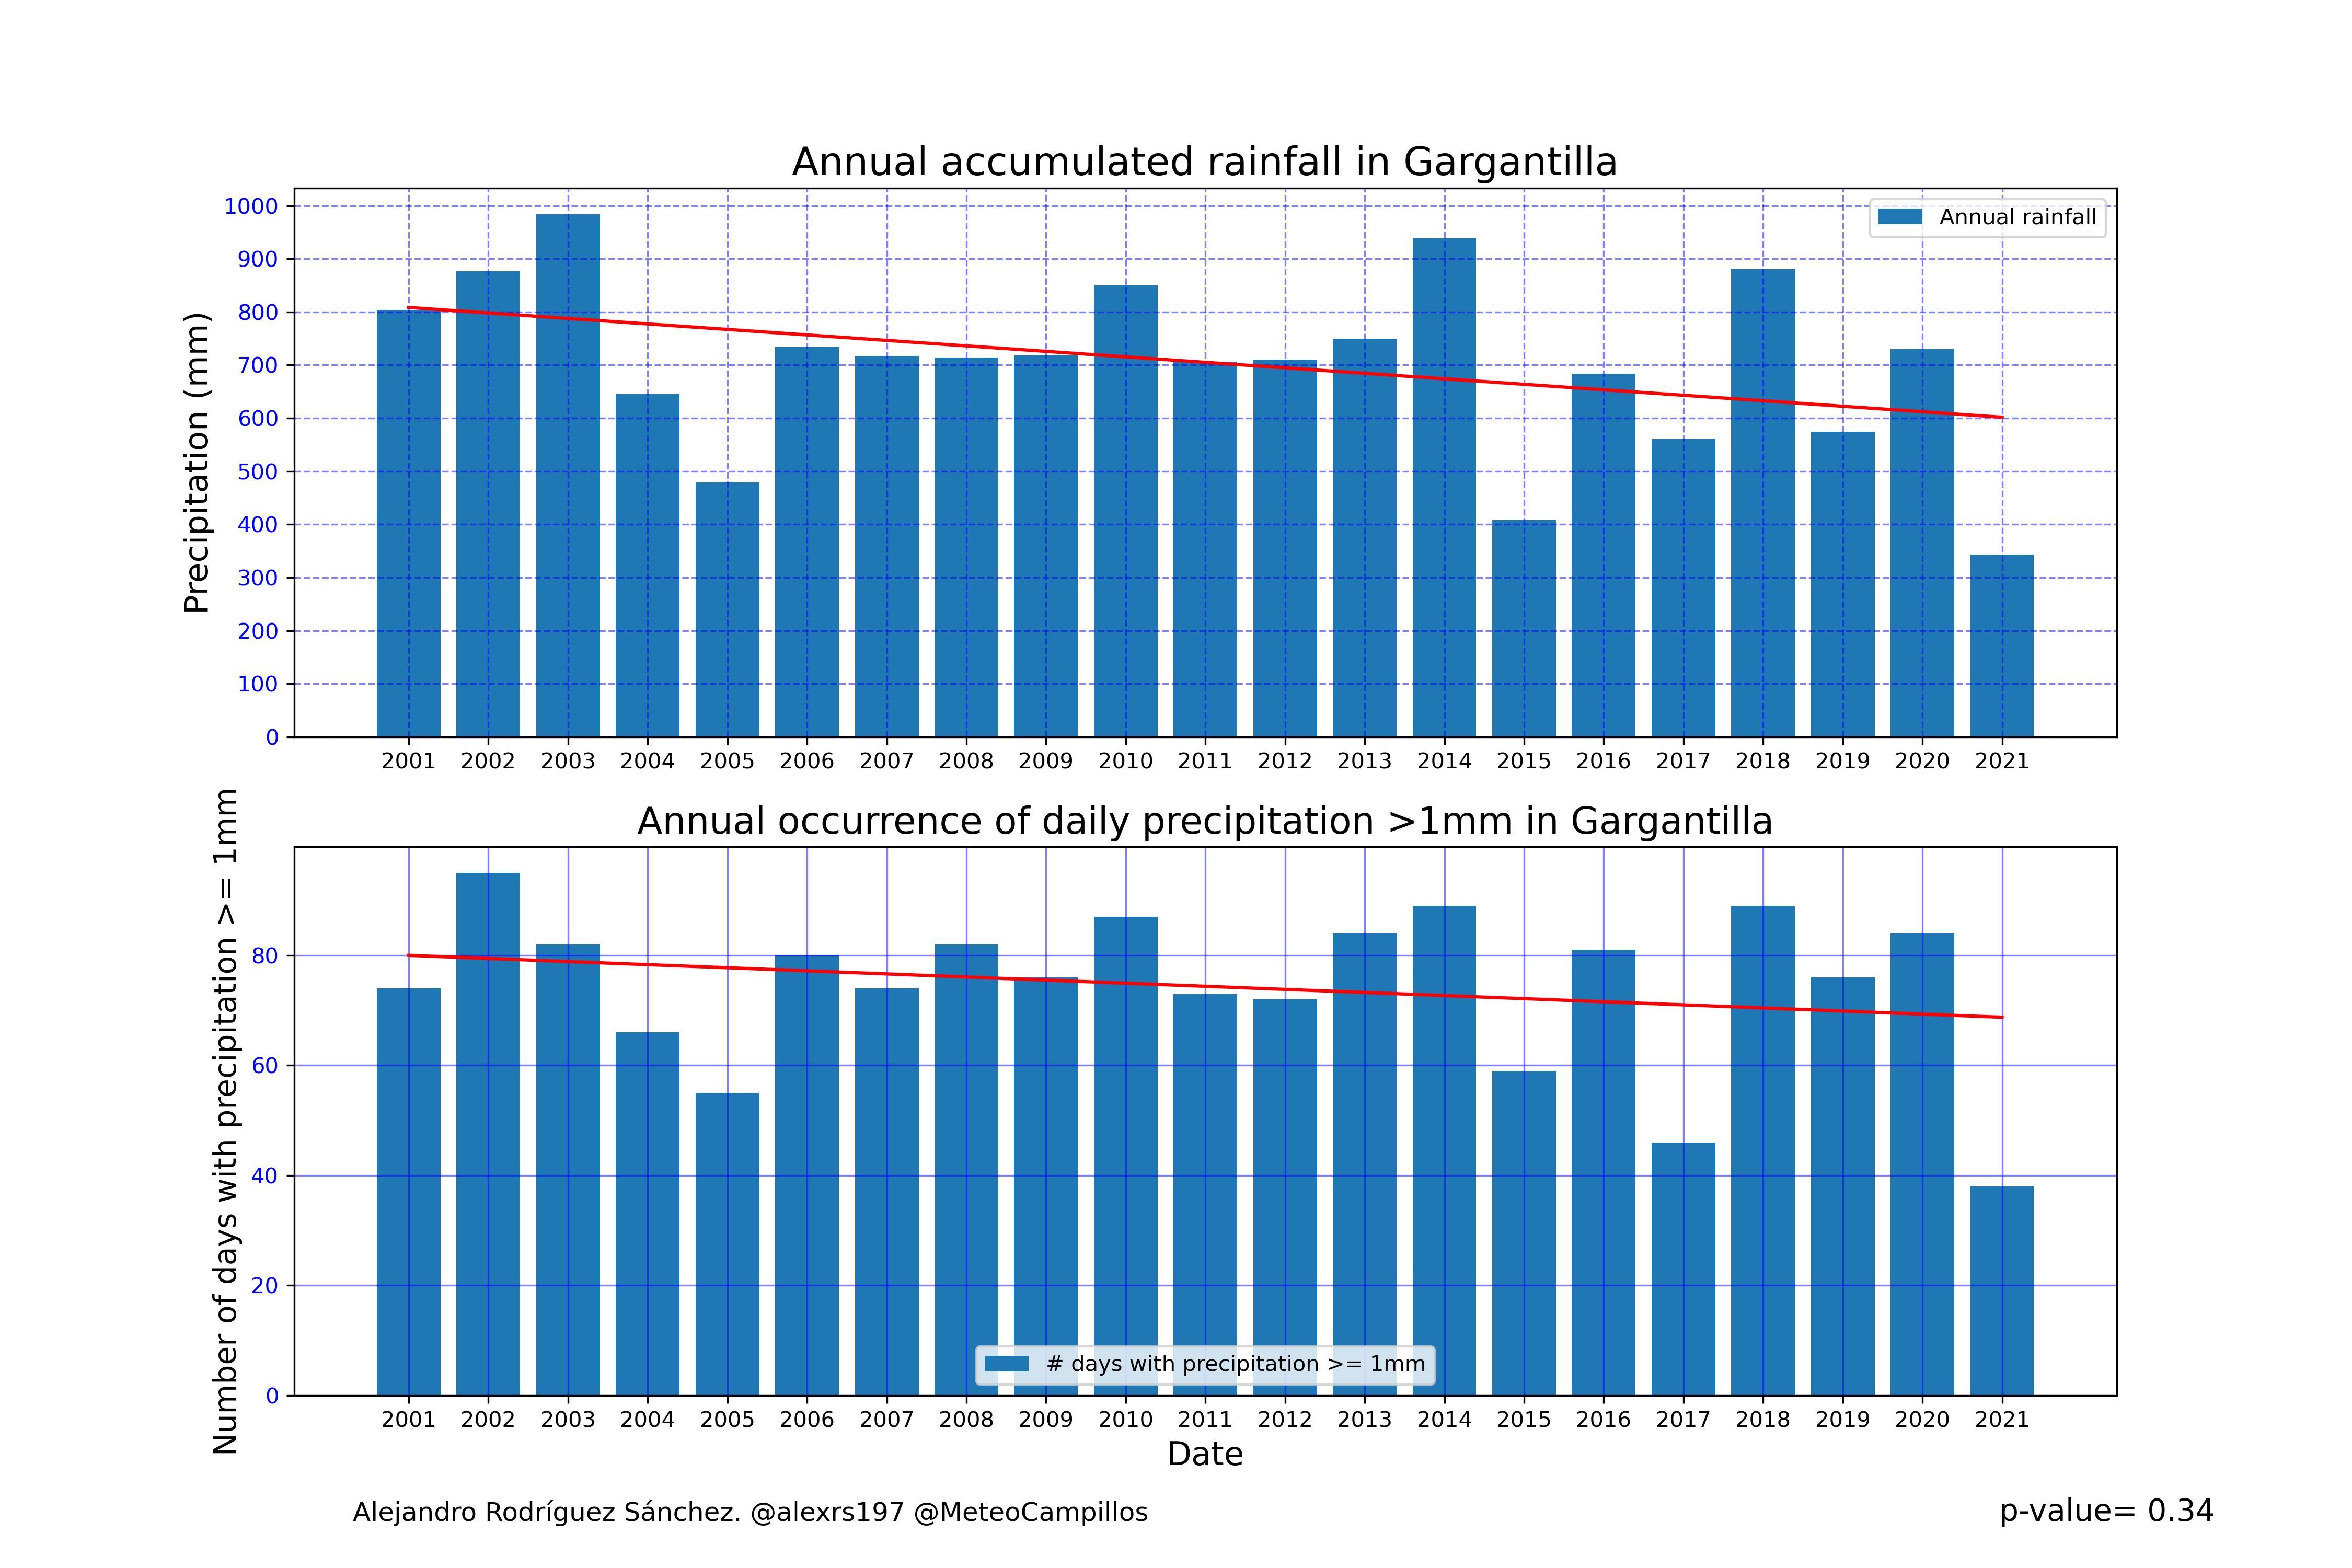 Annual accumulated rainfall in Gargantilla
Precipitation (mm)
1000
900
800
700
600
500
400
300
200
100
0
Annual rainfall
2001 2002 2003 2004 2005 2006 2007 2008 2009 2010 2011 2012 2013 2014 2015 2016 2017 2018 2019 2020 2021
Annual occurrence of daily precipitation >1mm in Gargantilla
Number of days with precipitation >= 1mm
80
60
40
20
0
# days with precipitation >= 1mm
2001 2002 2003 2004 2005 2006 2007 2008 2009 2010 2011 2012 2013 2014 2015 2016 2017 2018 2019 2020 2021
Date
Alejandro Rodríguez Sánchez. @alexrs197 @MeteoCampillos
p-value= 0.34